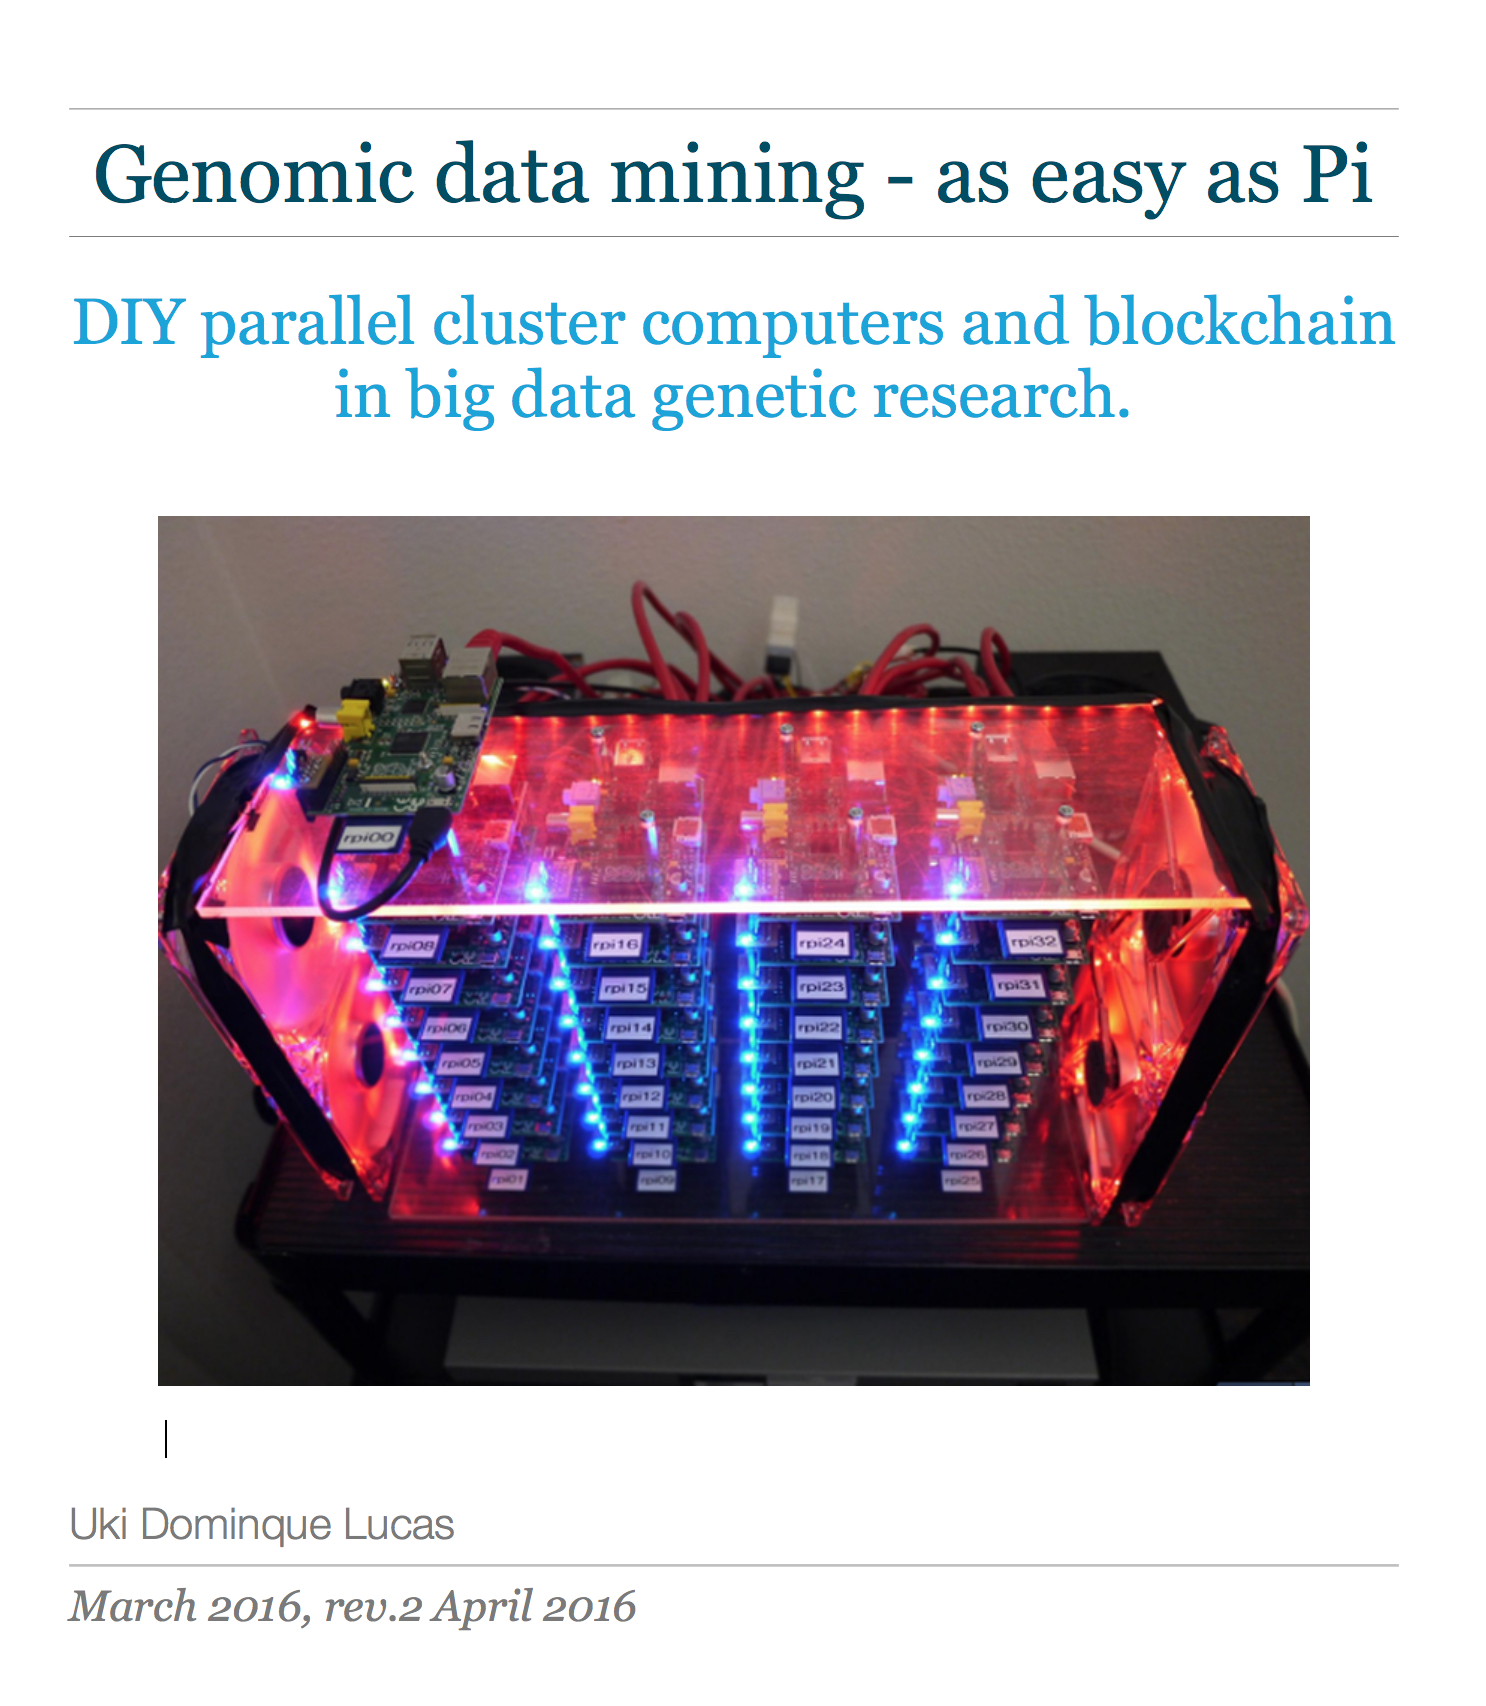 Genomic data mining - as easy as Pi
DIY parallel cluster computers and blockchain
in big data genetic research.
rpi00
rpi08 rpi16 rpi24 rpi32
rpi07 rpi15 rpi23 rpi31
rpi06 rpi14 rpi22 rpi30
rpi05 rpi13 rpi21 rpi29
rpi04 rpi12 rpi20 rpi28
rpi03 rpi11 rpi19 rpi27
rpi02 rpi10 rpi18 rpi26
rpi01 rpi09 rpi17 rpi25
Uki Dominque Lucas
March 2016, rev.2 April 2016